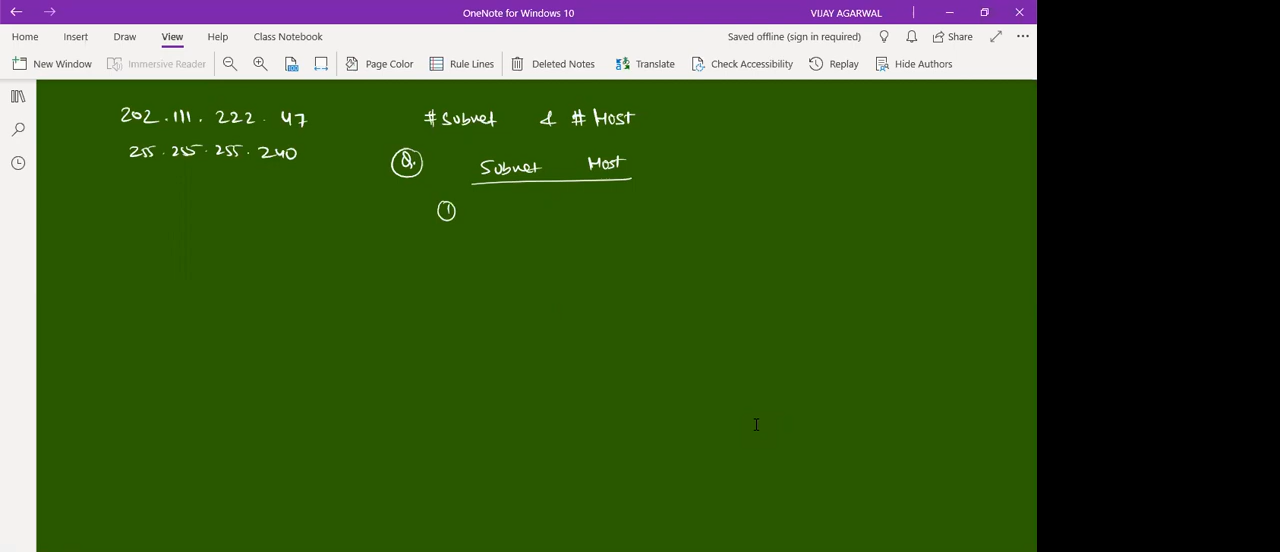 OneNote for Windows 10
VIJAY AGARWAL
Home Insert Draw View Help Class Notebook
Saved offline (sign in required) Share
New Window Immersive Reader Page Color Rule Lines Deleted Notes Translate Check Accessibility Replay Hide Authors
202.111.222.47 #Subnet & #Host
255.255.255.240
Q. Subnet Host
1